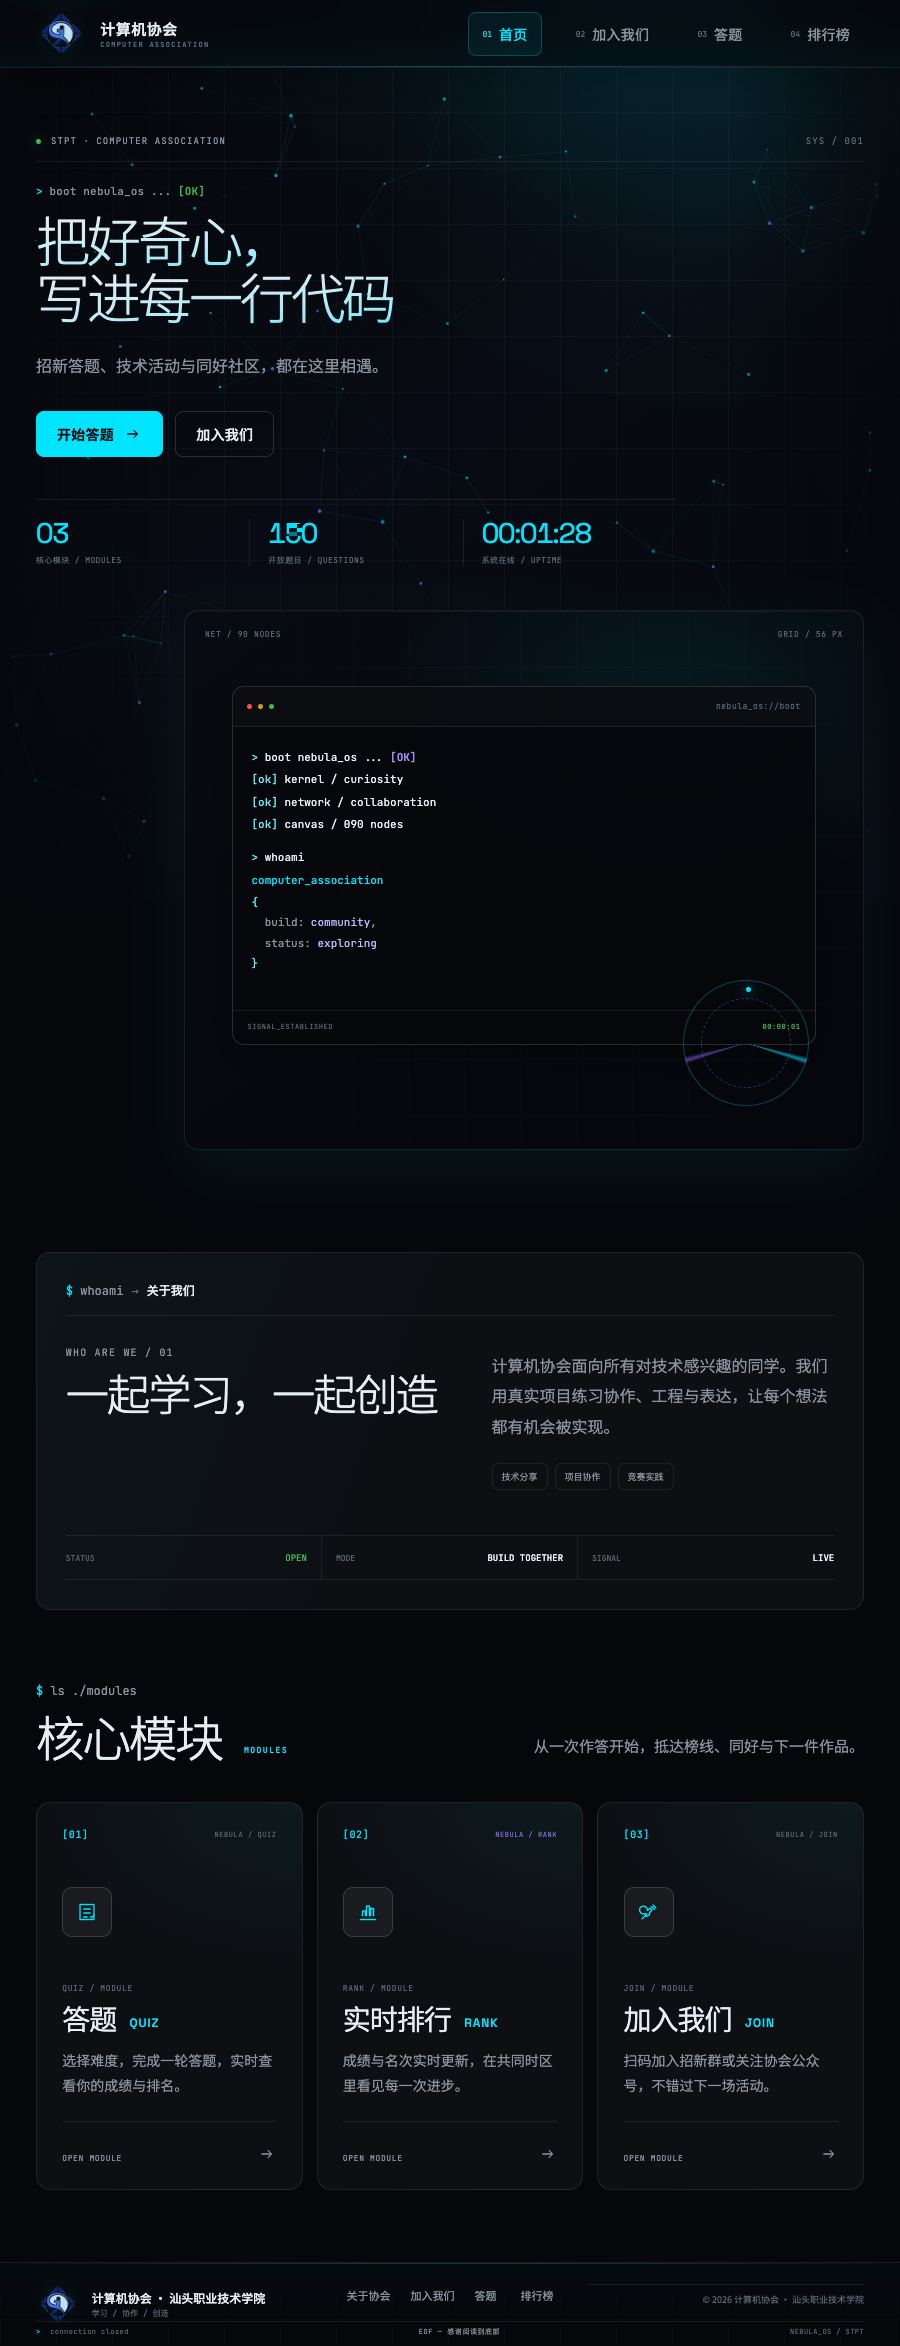 计算机协会
COMPUTER ASSOCIATION
01 首页
02 加入我们
03 答题
04 排行榜
STPT · COMPUTER ASSOCIATION
SYS / 001
> boot nebula_os ... [OK]
把好奇心，
写进每一行代码
招新答题、技术活动与同好社区，都在这里相遇。
开始答题 →
加入我们
03
核心模块 / MODULES
150
开放题目 / QUESTIONS
00:01:28
系统在线 / UPTIME
NET / 90 NODES
GRID / 56 PX
nebula_os://boot
> boot nebula_os ... [OK]
[ok] kernel / curiosity
[ok] network / collaboration
[ok] canvas / 090 nodes
> whoami
computer_association
{
build: community,
status: exploring
}
SIGNAL_ESTABLISHED
00:00:01
$ whoami → 关于我们
WHO ARE WE / 01
一起学习，一起创造
计算机协会面向所有对技术感兴趣的同学。我们
用真实项目练习协作、工程与表达，让每个想法
都有机会被实现。
技术分享
项目协作
竞赛实践
STATUS
OPEN
MODE
BUILD TOGETHER
SIGNAL
LIVE
$ ls ./modules
核心模块 MODULES
从一次作答开始，抵达榜线、同好与下一件作品。
[01]
NEBULA / QUIZ
QUIZ / MODULE
答题 QUIZ
选择难度，完成一轮答题，实时查
看你的成绩与排名。
OPEN MODULE →
[02]
NEBULA / RANK
RANK / MODULE
实时排行 RANK
成绩与名次实时更新，在共同时区
里看见每一次进步。
OPEN MODULE →
[03]
NEBULA / JOIN
JOIN / MODULE
加入我们 JOIN
扫码加入招新群或关注协会公众
号，不错过下一场活动。
OPEN MODULE →
计算机协会 · 汕头职业技术学院
学习 / 协作 / 创造
关于协会
加入我们
答题
排行榜
© 2026 计算机协会 · 汕头职业技术学院
> connection closed
EOF — 感谢阅读到底部
NEBULA_OS / STPT